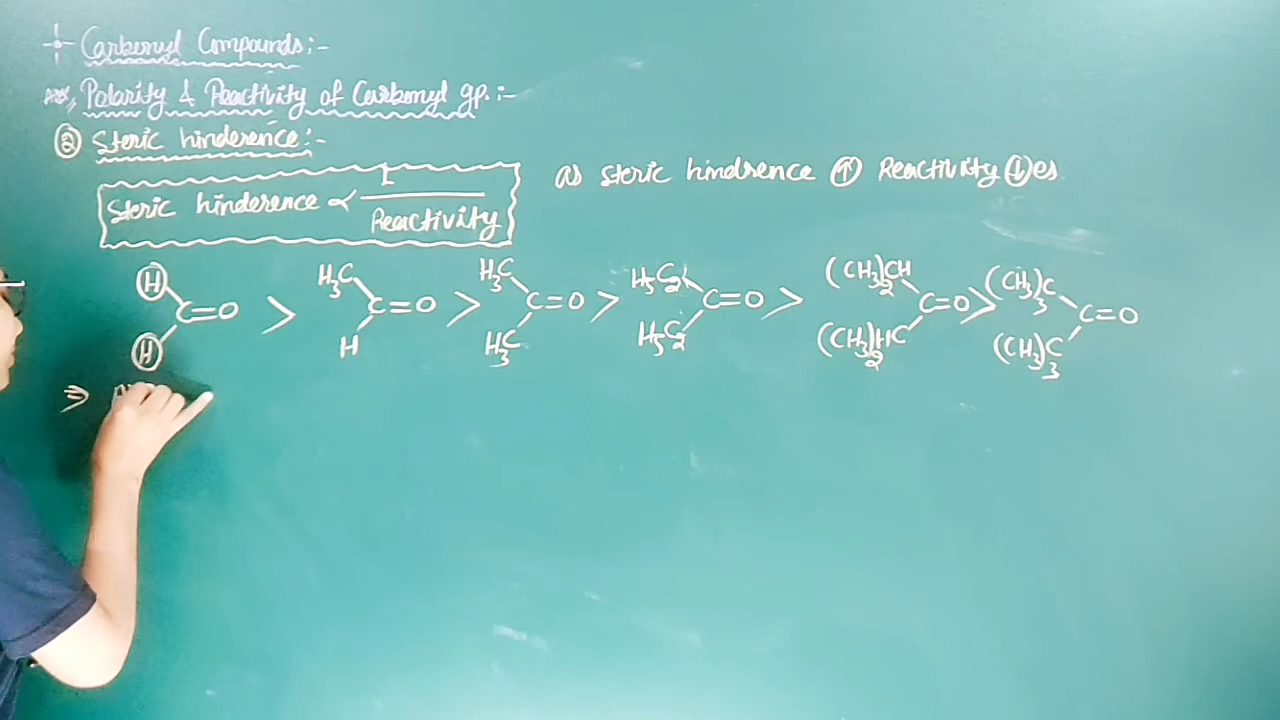 Carbonyl Compounds:-
Polarity & Reactivity of Carbonyl gp.:-
② Steric hinderence:-
Steric hinderence ∝ 1/Reactivity
as steric hindrence ↑ Reactivity ↓es
H H C=O > H₃C H C=O > H₃C H₃C C=O > H₅C₂ H₅C₂ C=O > (CH₃)₂CH (CH₃)₂HC C=O > (CH₃)₃C (CH₃)₃C C=O
⇒